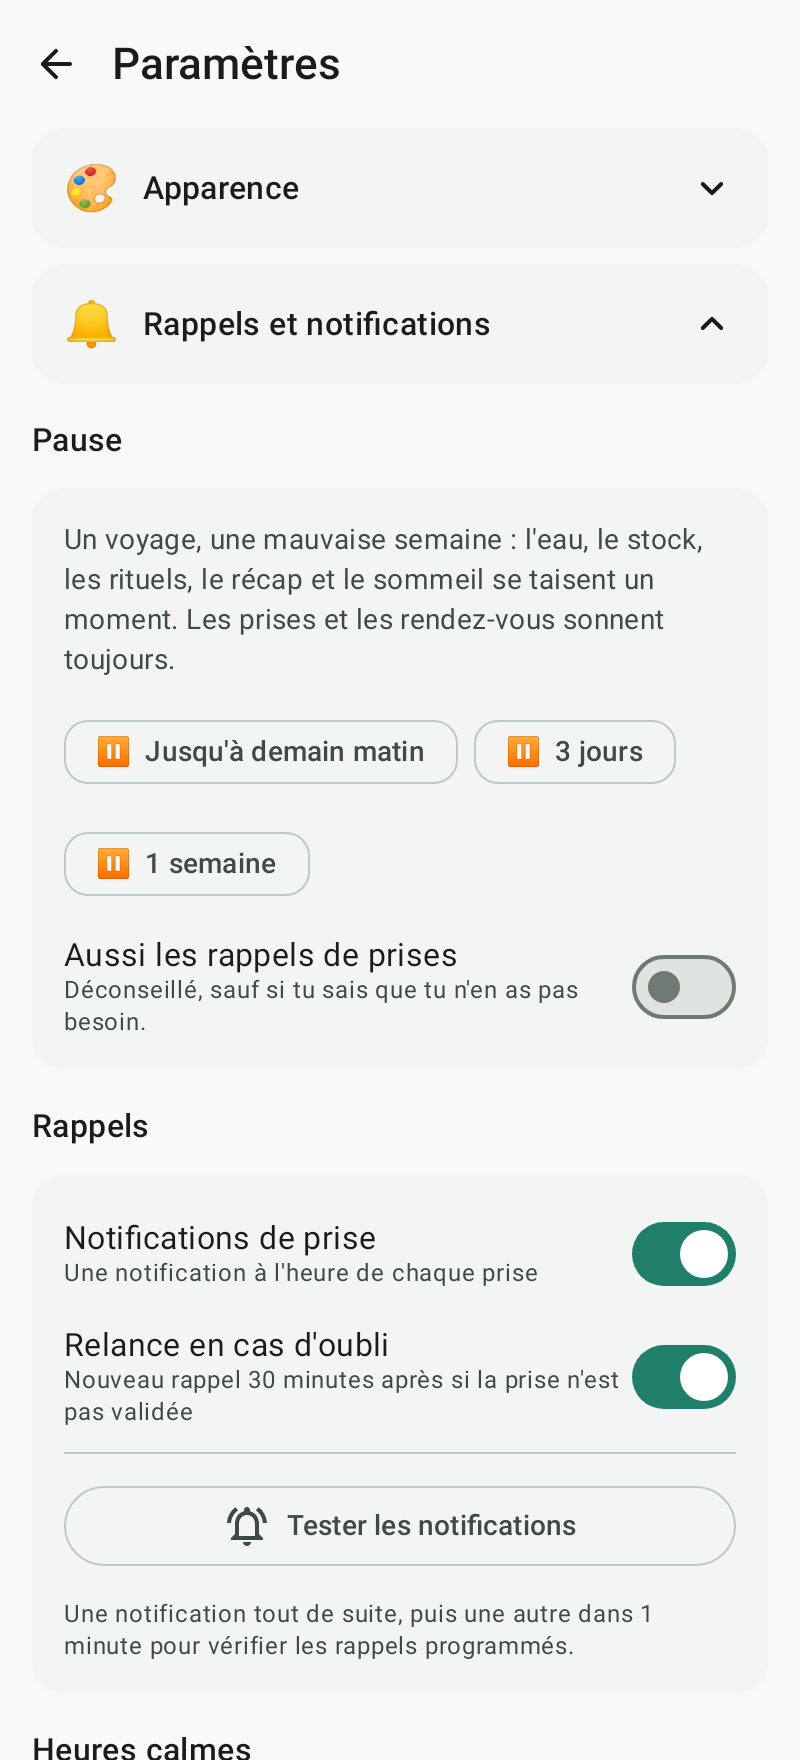 Paramètres
Apparence
Rappels et notifications
Pause
Un voyage, une mauvaise semaine : l'eau, le stock,
les rituels, le récap et le sommeil se taisent un
moment. Les prises et les rendez-vous sonnent
toujours.
Jusqu'à demain matin
3 jours
1 semaine
Aussi les rappels de prises
Déconseillé, sauf si tu sais que tu n'en as pas
besoin.
Rappels
Notifications de prise
Une notification à l'heure de chaque prise
Relance en cas d'oubli
Nouveau rappel 30 minutes après si la prise n'est
pas validée
Tester les notifications
Une notification tout de suite, puis une autre dans 1
minute pour vérifier les rappels programmés.
Heures calmes